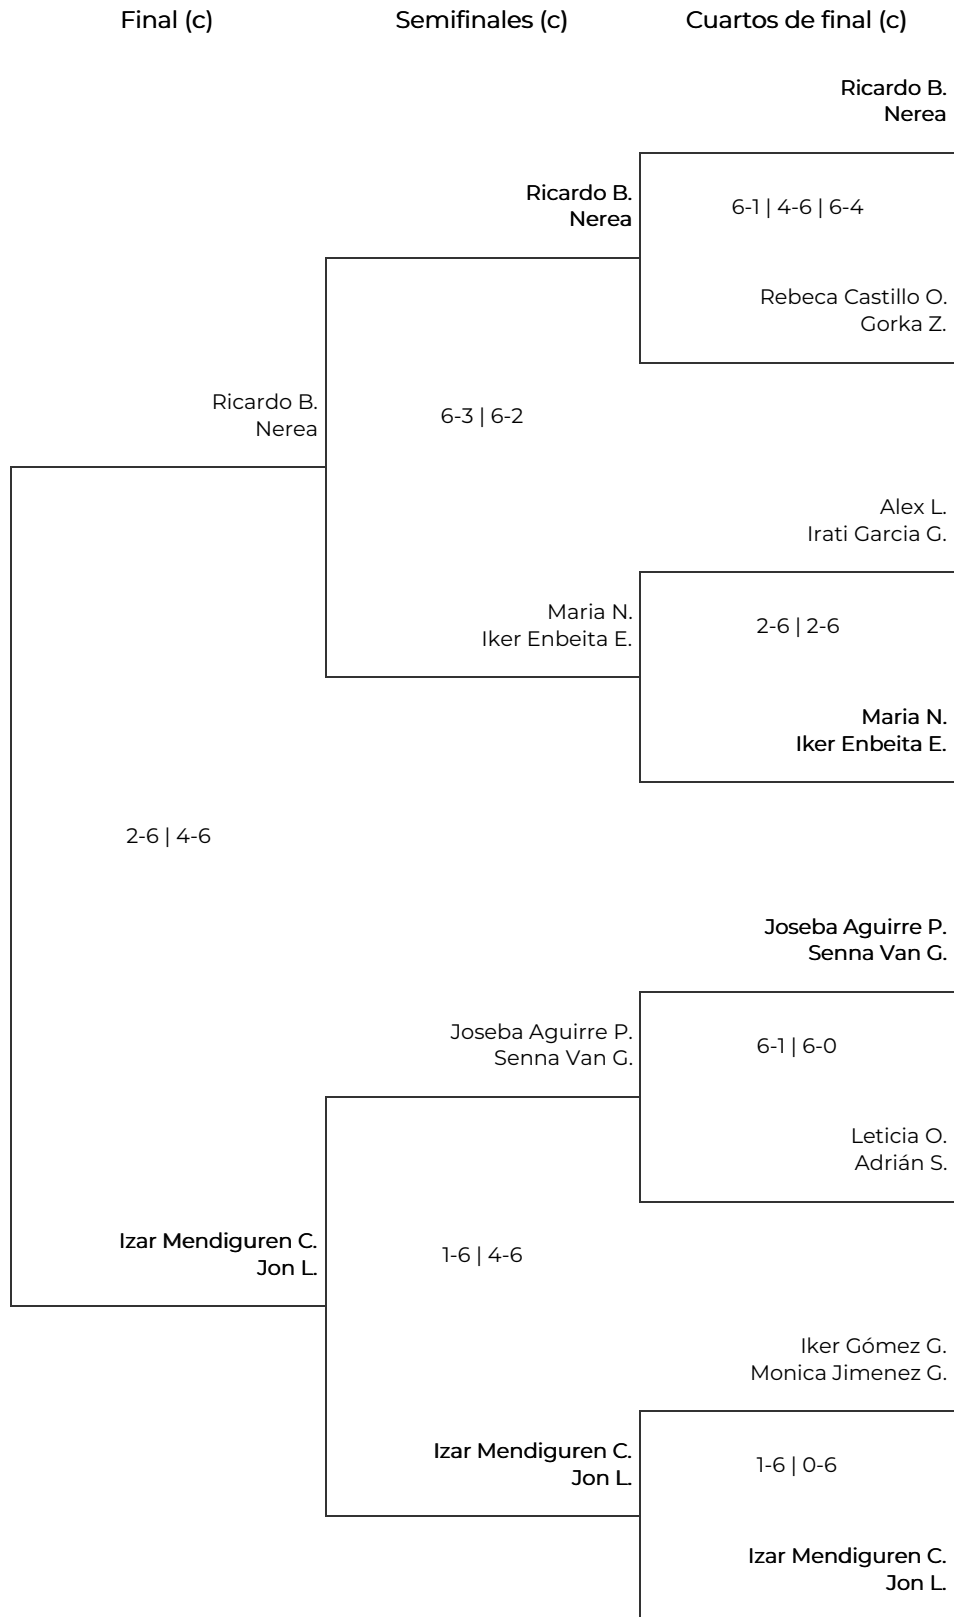 Final (c)
Semifinales (c)
Cuartos de final (c)
Ricardo B.
Nerea
Ricardo B.
Nerea
6-1 | 4-6 | 6-4
Rebeca Castillo O.
Gorka Z.
Ricardo B.
Nerea
6-3 | 6-2
Alex L.
Irati Garcia G.
Maria N.
Iker Enbeita E.
2-6 | 2-6
Maria N.
Iker Enbeita E.
2-6 | 4-6
Joseba Aguirre P.
Senna Van G.
Joseba Aguirre P.
Senna Van G.
6-1 | 6-0
Leticia O.
Adrián S.
Izar Mendiguren C.
Jon L.
1-6 | 4-6
Iker Gómez G.
Monica Jimenez G.
Izar Mendiguren C.
Jon L.
1-6 | 0-6
Izar Mendiguren C.
Jon L.